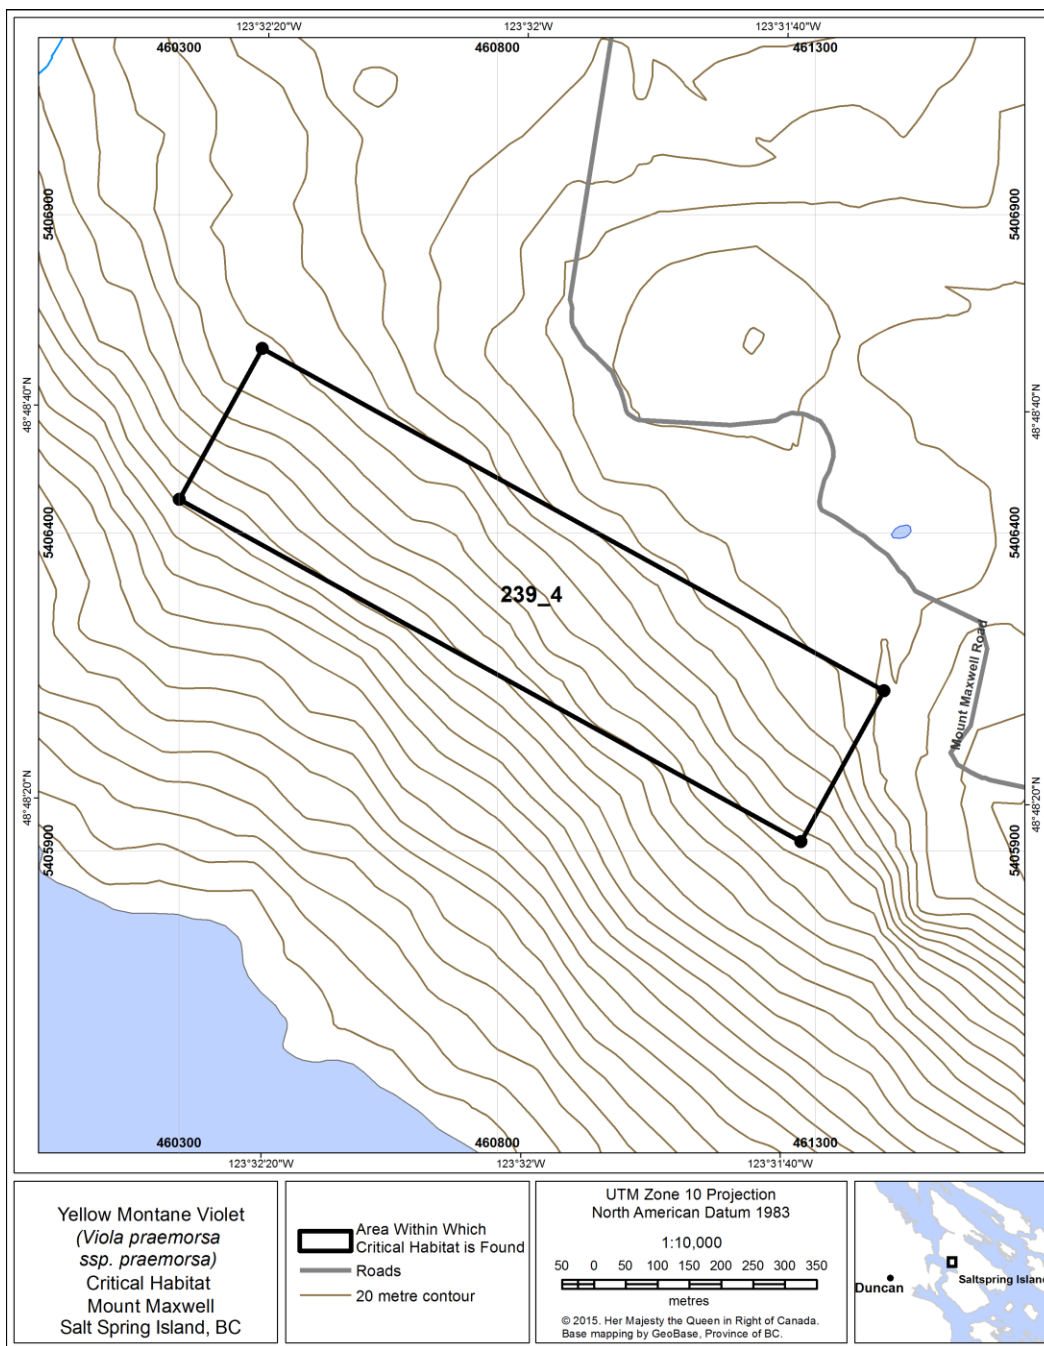 123°32'20"W
123°32'W
123°31'40"W
460300
460800
461300
5406900
5406900
48°48'40"N
48°48'40"N
5406400
5406400
239_4
Mount Maxwell Road
48°48'20"N
48°48'20"N
5405900
5405900
460300
460800
461300
123°32'20"W
123°32'W
123°31'40"W
Yellow Montane Violet
(Viola praemorsa
ssp. praemorsa)
Critical Habitat
Mount Maxwell
Salt Spring Island, BC
Area Within Which
Critical Habitat is Found
Roads
20 metre contour
UTM Zone 10 Projection
North American Datum 1983
1:10,000
50 0 50 100 150 200 250 300 350
metres
© 2015. Her Majesty the Queen in Right of Canada.
Base mapping by GeoBase, Province of BC.
Duncan
Saltspring Island